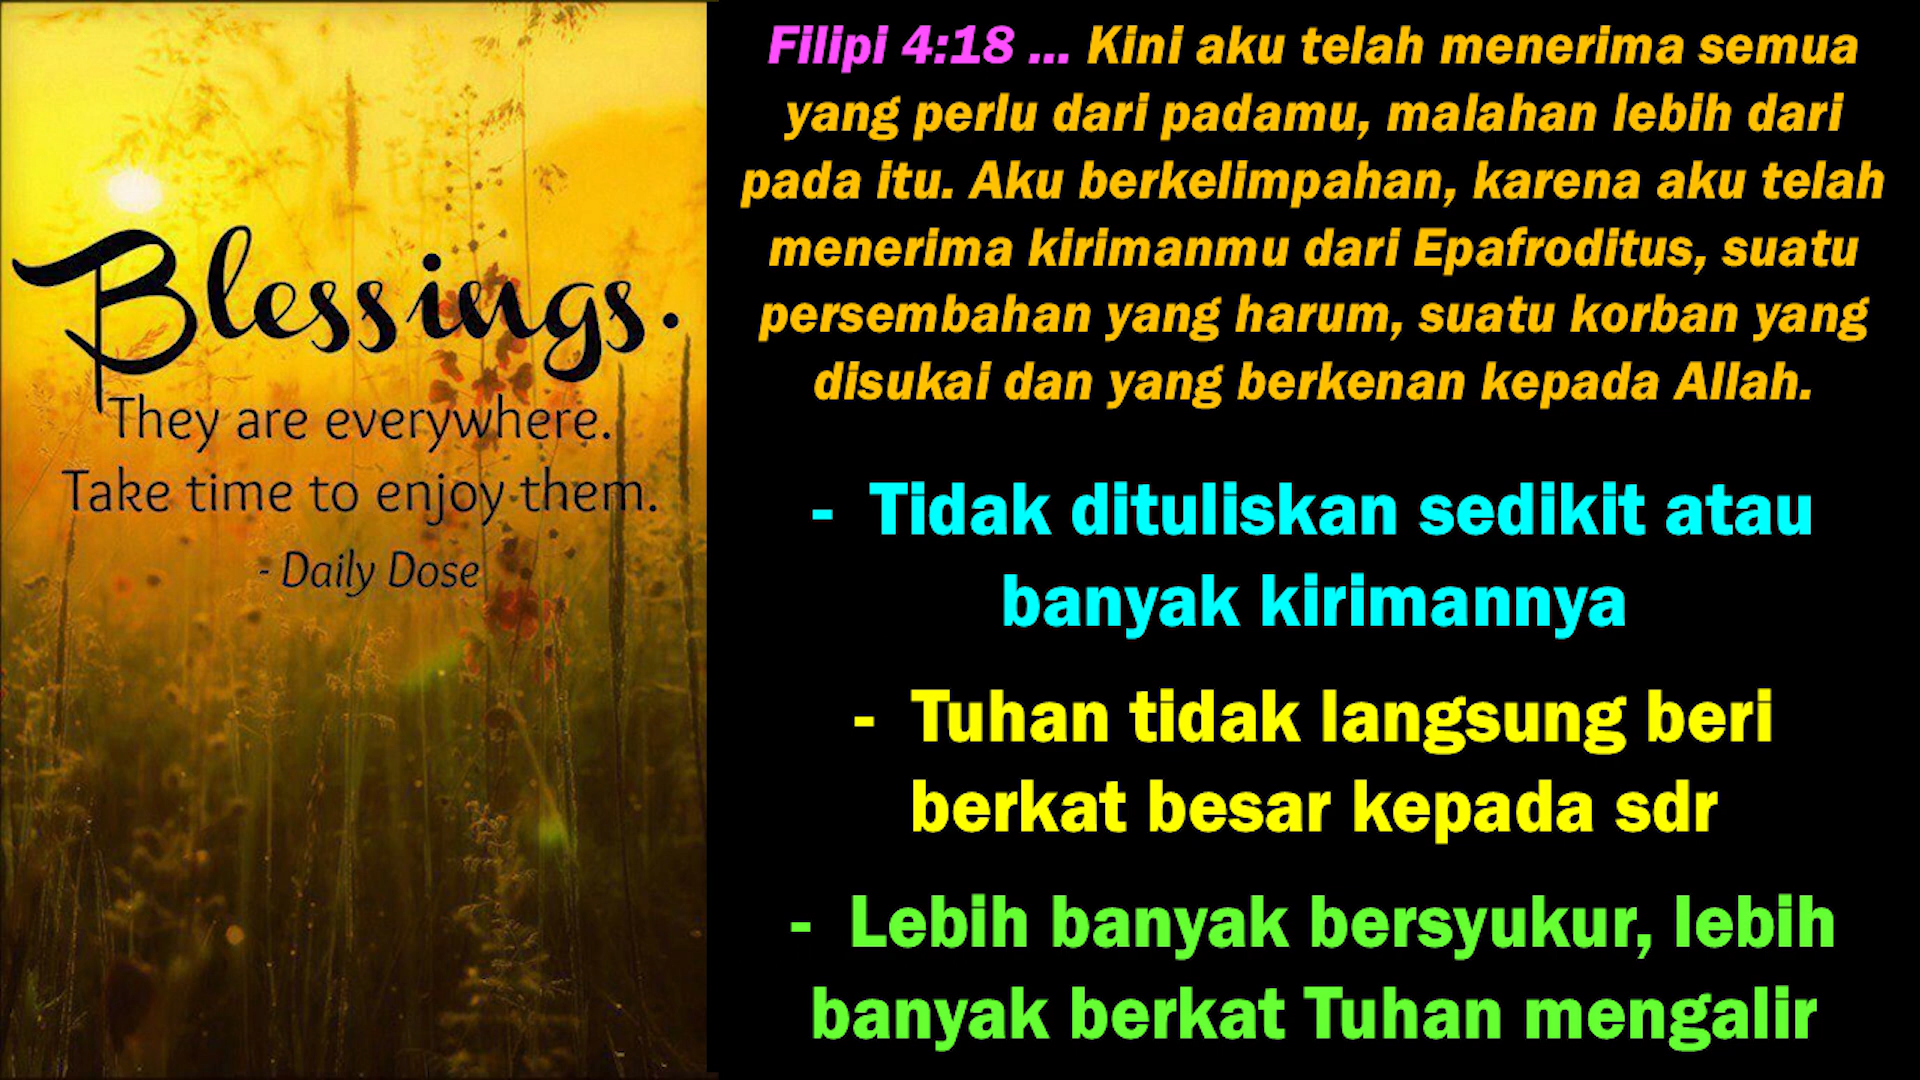 Blessings.
They are everywhere.
Take time to enjoy them.
- Daily Dose
Filipi 4:18 ... Kini aku telah menerima semua
yang perlu dari padamu, malahan lebih dari
pada itu. Aku berkelimpahan, karena aku telah
menerima kirimanmu dari Epafroditus, suatu
persembahan yang harum, suatu korban yang
disukai dan yang berkenan kepada Allah.
- Tidak dituliskan sedikit atau
banyak kirimannya
- Tuhan tidak langsung beri
berkat besar kepada sdr
- Lebih banyak bersyukur, lebih
banyak berkat Tuhan mengalir